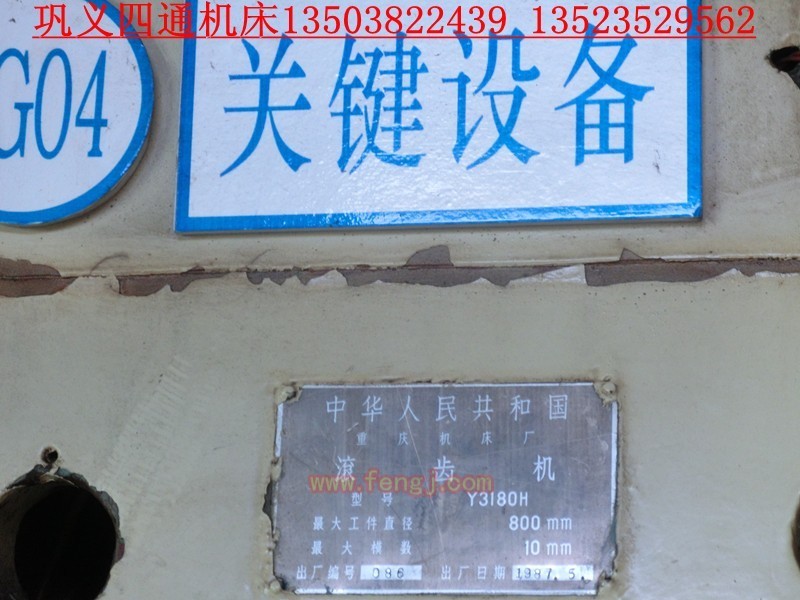 巩义四通机床13503822439 13523529562
G04
关键设备
中华人民共和国
重庆机床厂
滚齿机
www.fengj.com
型号 Y3180H
最大工件直径 800mm
最大模数 10mm
出厂编号 086 出厂日期 1987.5.